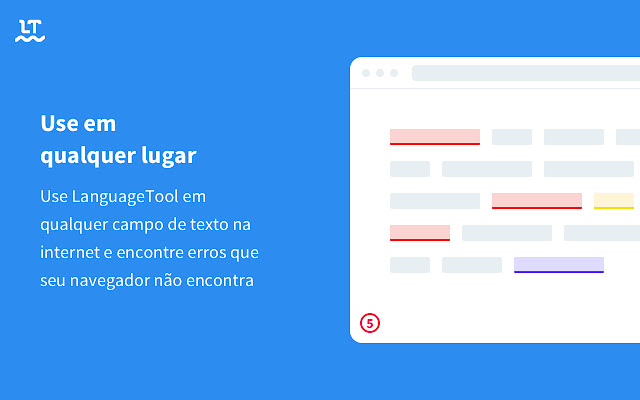 LT
Use em
qualquer lugar
Use LanguageTool em
qualquer campo de texto na
internet e encontre erros que
seu navegador não encontra
5